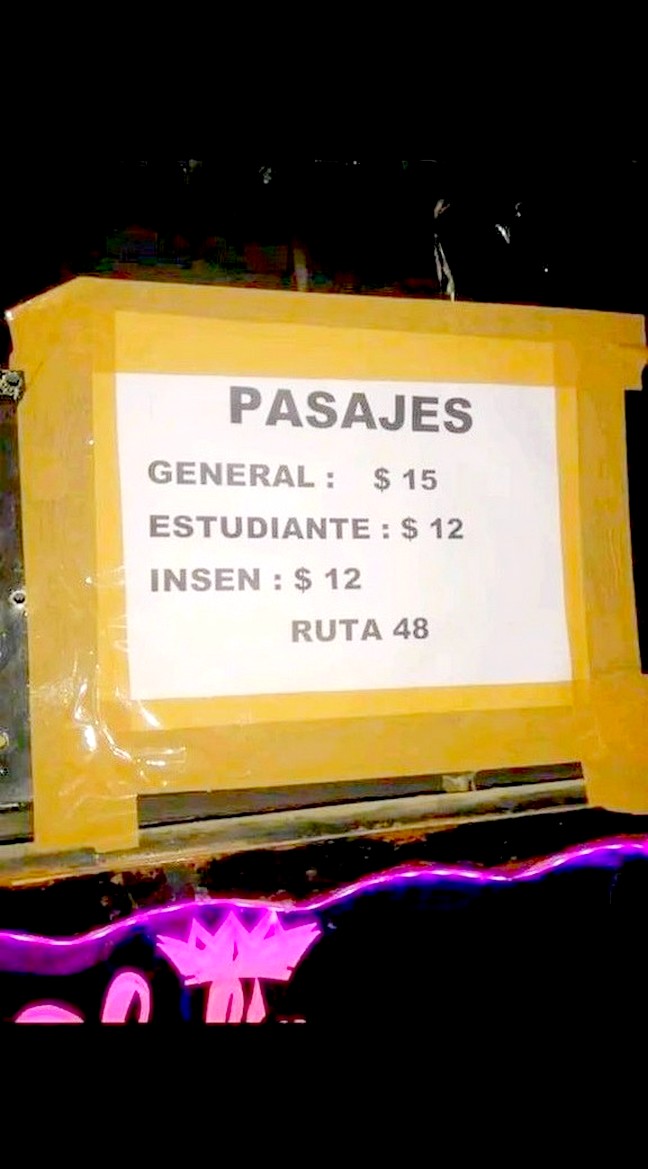 PASAJES
GENERAL : $ 15
ESTUDIANTE : $ 12
INSEN : $ 12
RUTA 48